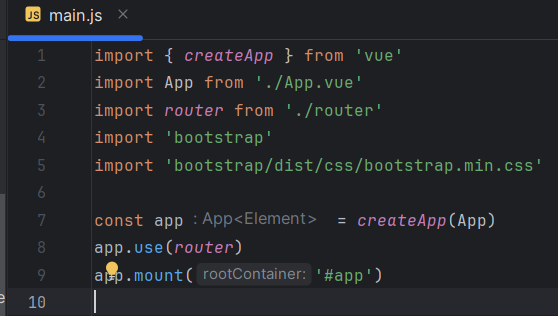 JS main.js
1 import { createApp } from 'vue'
2 import App from './App.vue'
3 import router from './router'
4 import 'bootstrap'
5 import 'bootstrap/dist/css/bootstrap.min.css'
6
7 const app : App<Element> = createApp(App)
8 app.use(router)
9 app.mount( rootContainer: '#app')
10